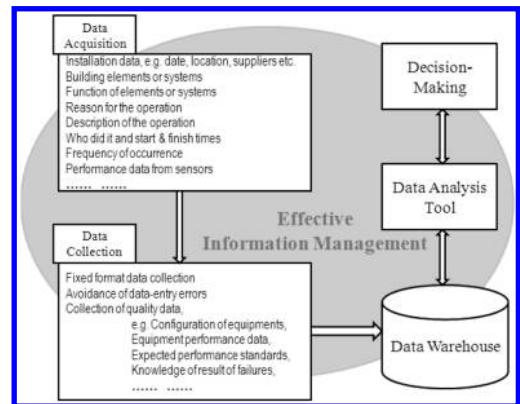 Data
Acquisition
Installation data, e.g. date, location, suppliers etc.
Building elements or systems
Function of elements or systems
Reason for the operation
Description of the operation
Who did it and start & finish times
Frequency of occurrence
Performance data from sensors
...... ......
Data
Collection
Fixed format data collection
Avoidance of data-entry errors
Collection of quality data,
e.g. Configuration of equipments,
Equipment performance data,
Expected performance standards,
Knowledge of result of failures,
...... ......
Effective
Information Management
Decision-
Making
Data Analysis
Tool
Data Warehouse